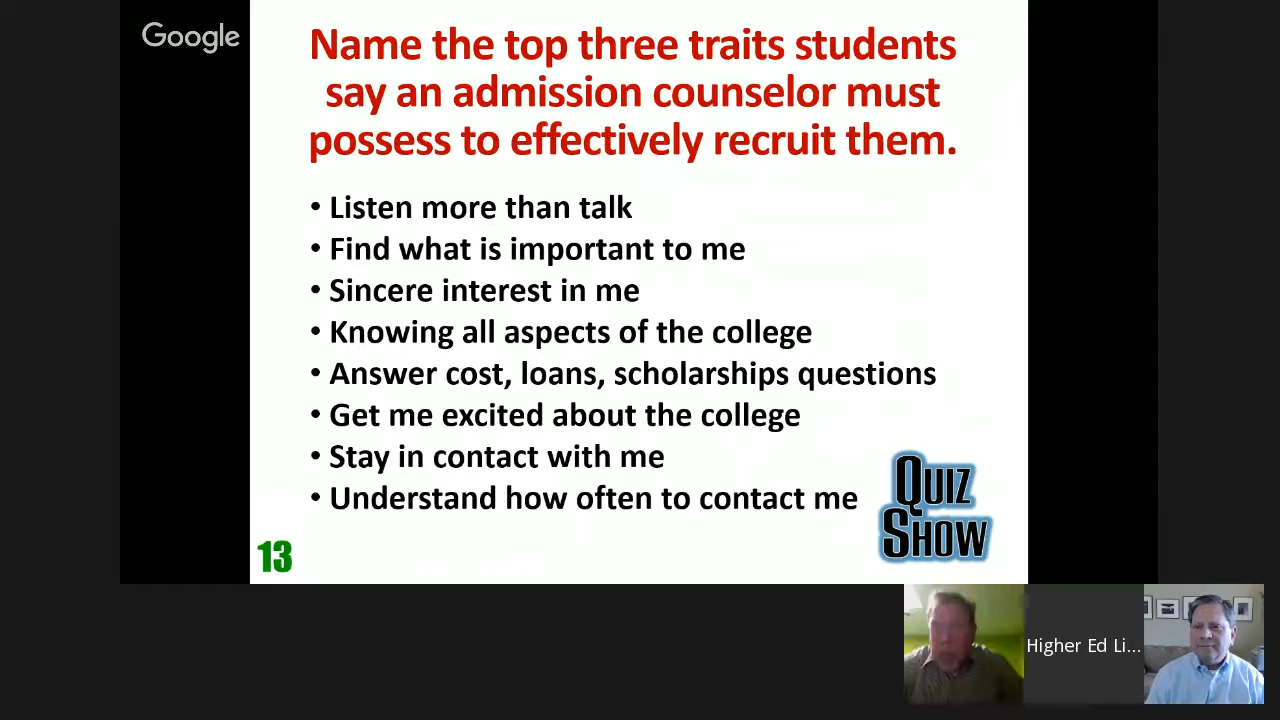 Google
Name the top three traits students
say an admission counselor must
possess to effectively recruit them.
• Listen more than talk
• Find what is important to me
• Sincere interest in me
• Knowing all aspects of the college
• Answer cost, loans, scholarships questions
• Get me excited about the college
• Stay in contact with me
• Understand how often to contact me
QUIZ
SHOW
13
Higher Ed Li...